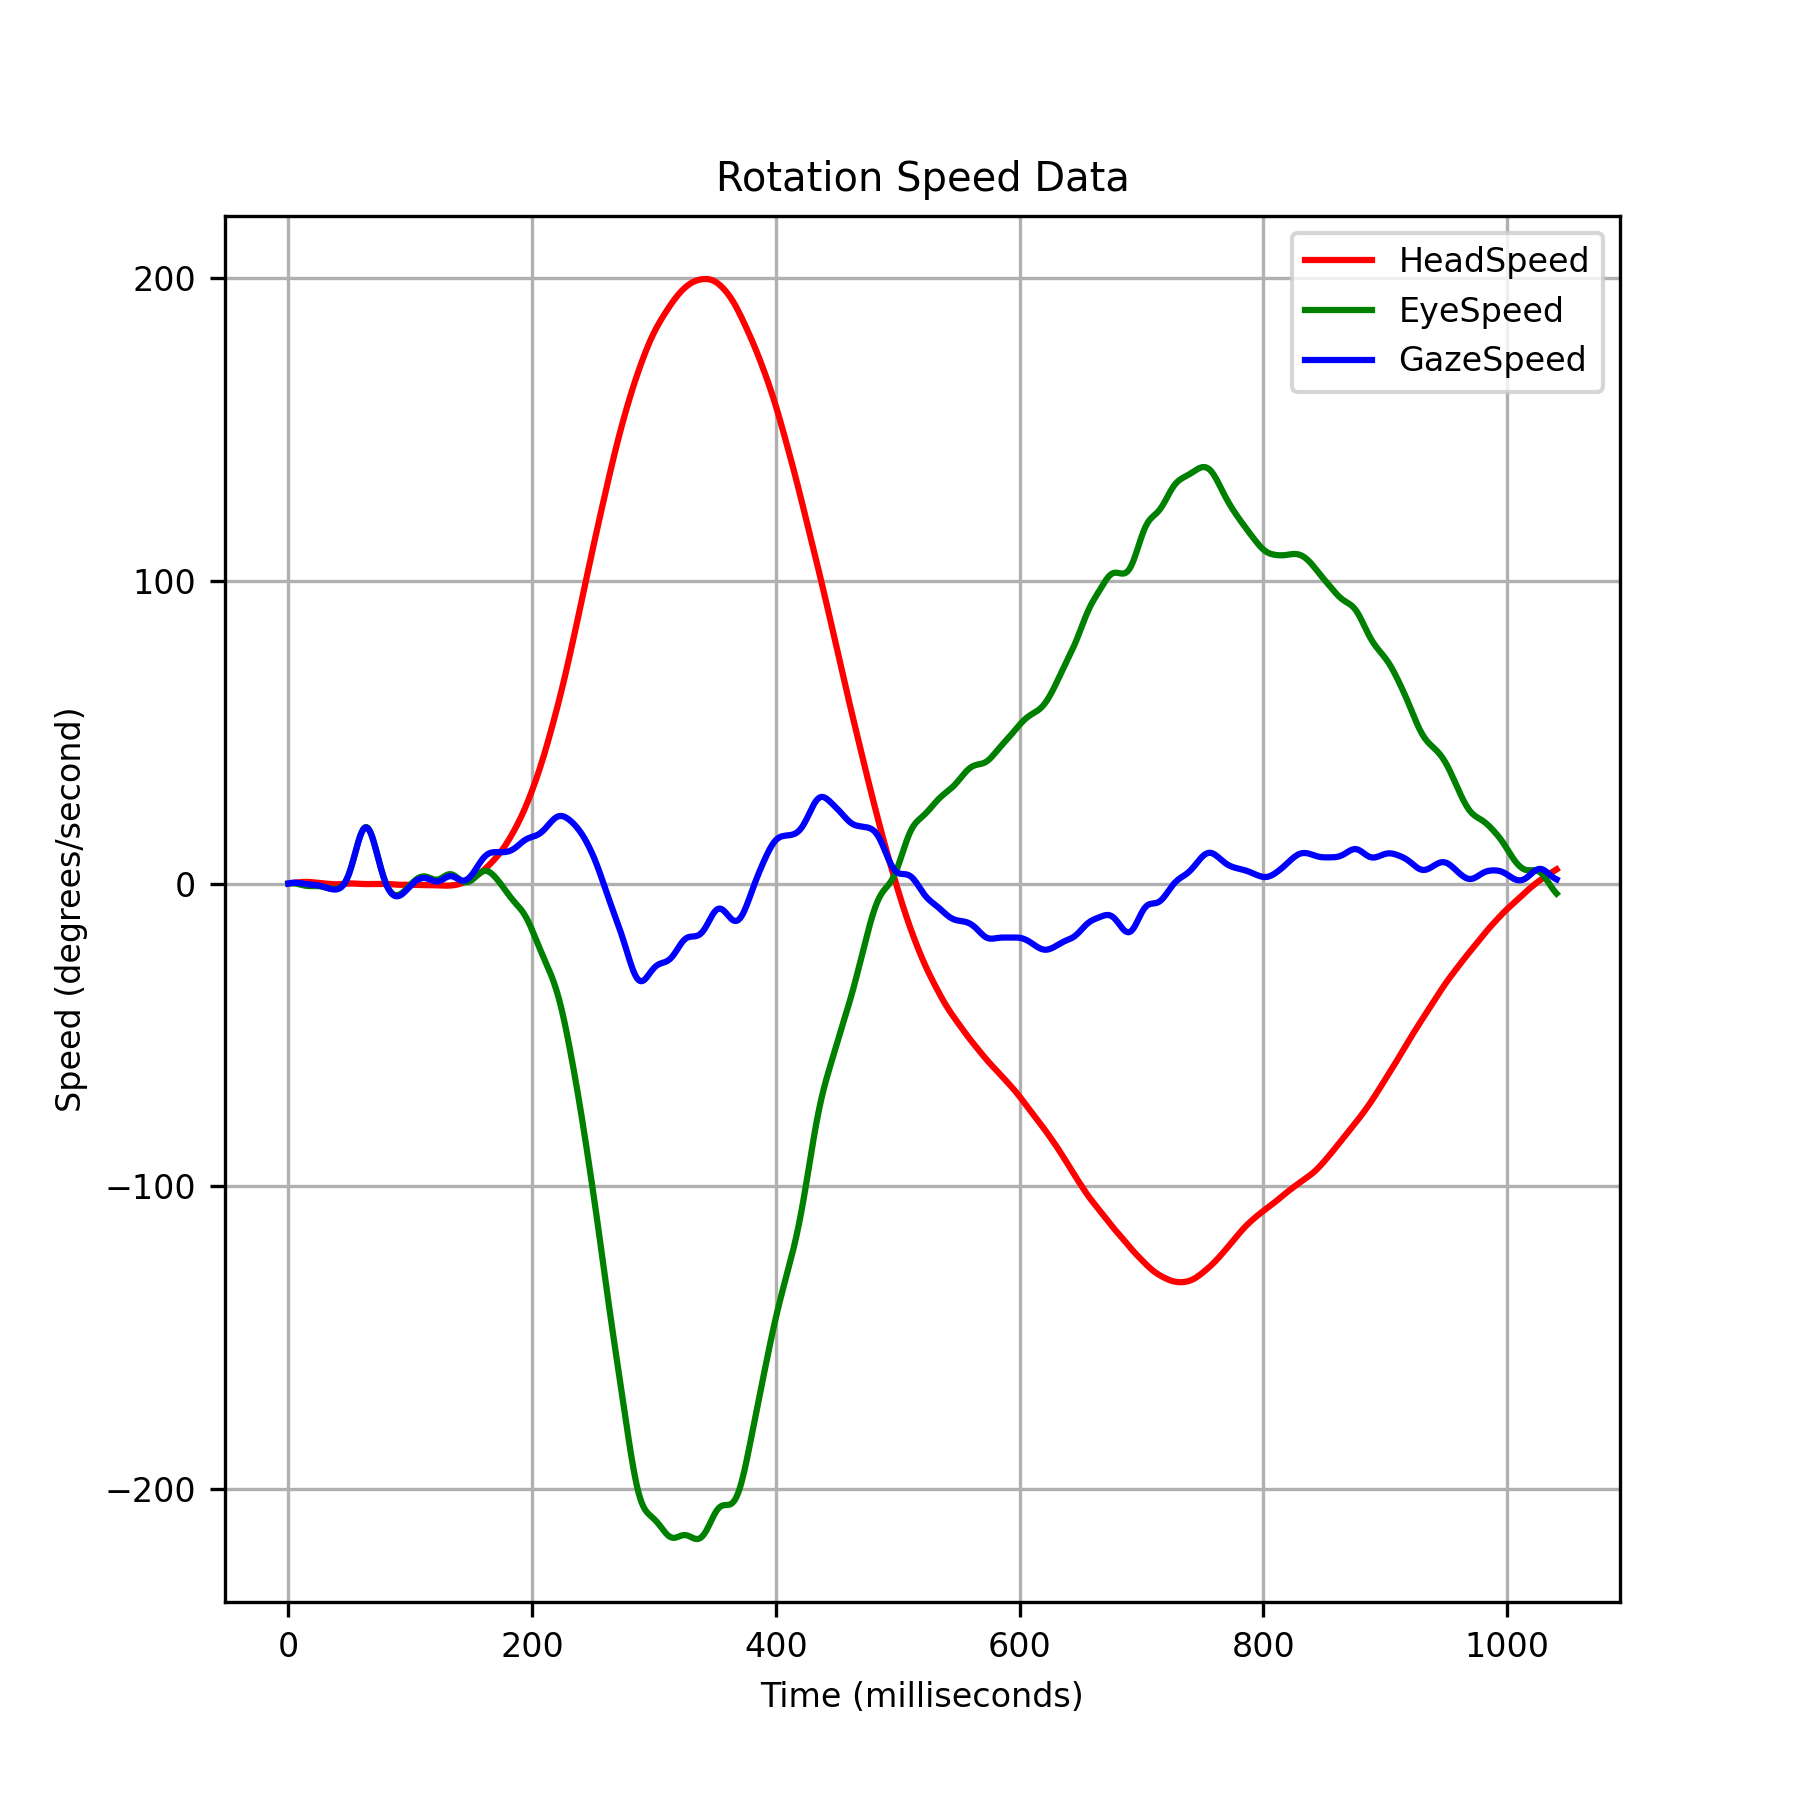 Rotation Speed Data
HeadSpeed
EyeSpeed
GazeSpeed
200
100
0
−100
−200
Speed (degrees/second)
0 200 400 600 800 1000
Time (milliseconds)